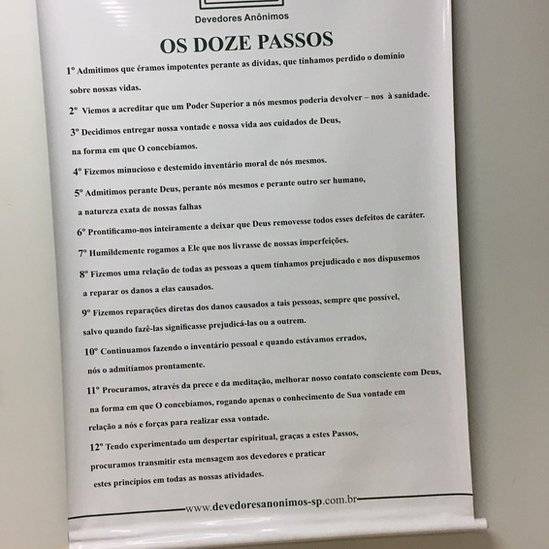 Devedores Anônimos
OS DOZE PASSOS
1º Admitimos que éramos impotentes perante as dívidas, que tínhamos perdido o domínio
sobre nossas vidas.
2º Viemos a acreditar que um Poder Superior a nós mesmos poderia devolver – nos à sanidade.
3º Decidimos entregar nossa vontade e nossa vida aos cuidados de Deus,
na forma em que O concebíamos.
4º Fizemos minucioso e destemido inventário moral de nós mesmos.
5º Admitimos perante Deus, perante nós mesmos e perante outro ser humano,
a natureza exata de nossas falhas
6º Prontificamo-nos inteiramente a deixar que Deus removesse todos esses defeitos de caráter.
7º Humildemente rogamos a Ele que nos livrasse de nossas imperfeições.
8º Fizemos uma relação de todas as pessoas a quem tínhamos prejudicado e nos dispusemos
a reparar os danos a elas causados.
9º Fizemos reparações diretas dos danos causados a tais pessoas, sempre que possível,
salvo quando fazê-las significasse prejudicá-las ou a outrem.
10º Continuamos fazendo o inventário pessoal e quando estávamos errados,
nós o admitíamos prontamente.
11º Procuramos, através da prece e da meditação, melhorar nosso contato consciente com Deus,
na forma em que O concebíamos, rogando apenas o conhecimento de Sua vontade em
relação a nós e forças para realizar essa vontade.
12º Tendo experimentado um despertar espiritual, graças a estes Passos,
procuramos transmitir esta mensagem aos devedores e praticar
estes princípios em todas as nossas atividades.
www.devedoresanonimos-sp.com.br